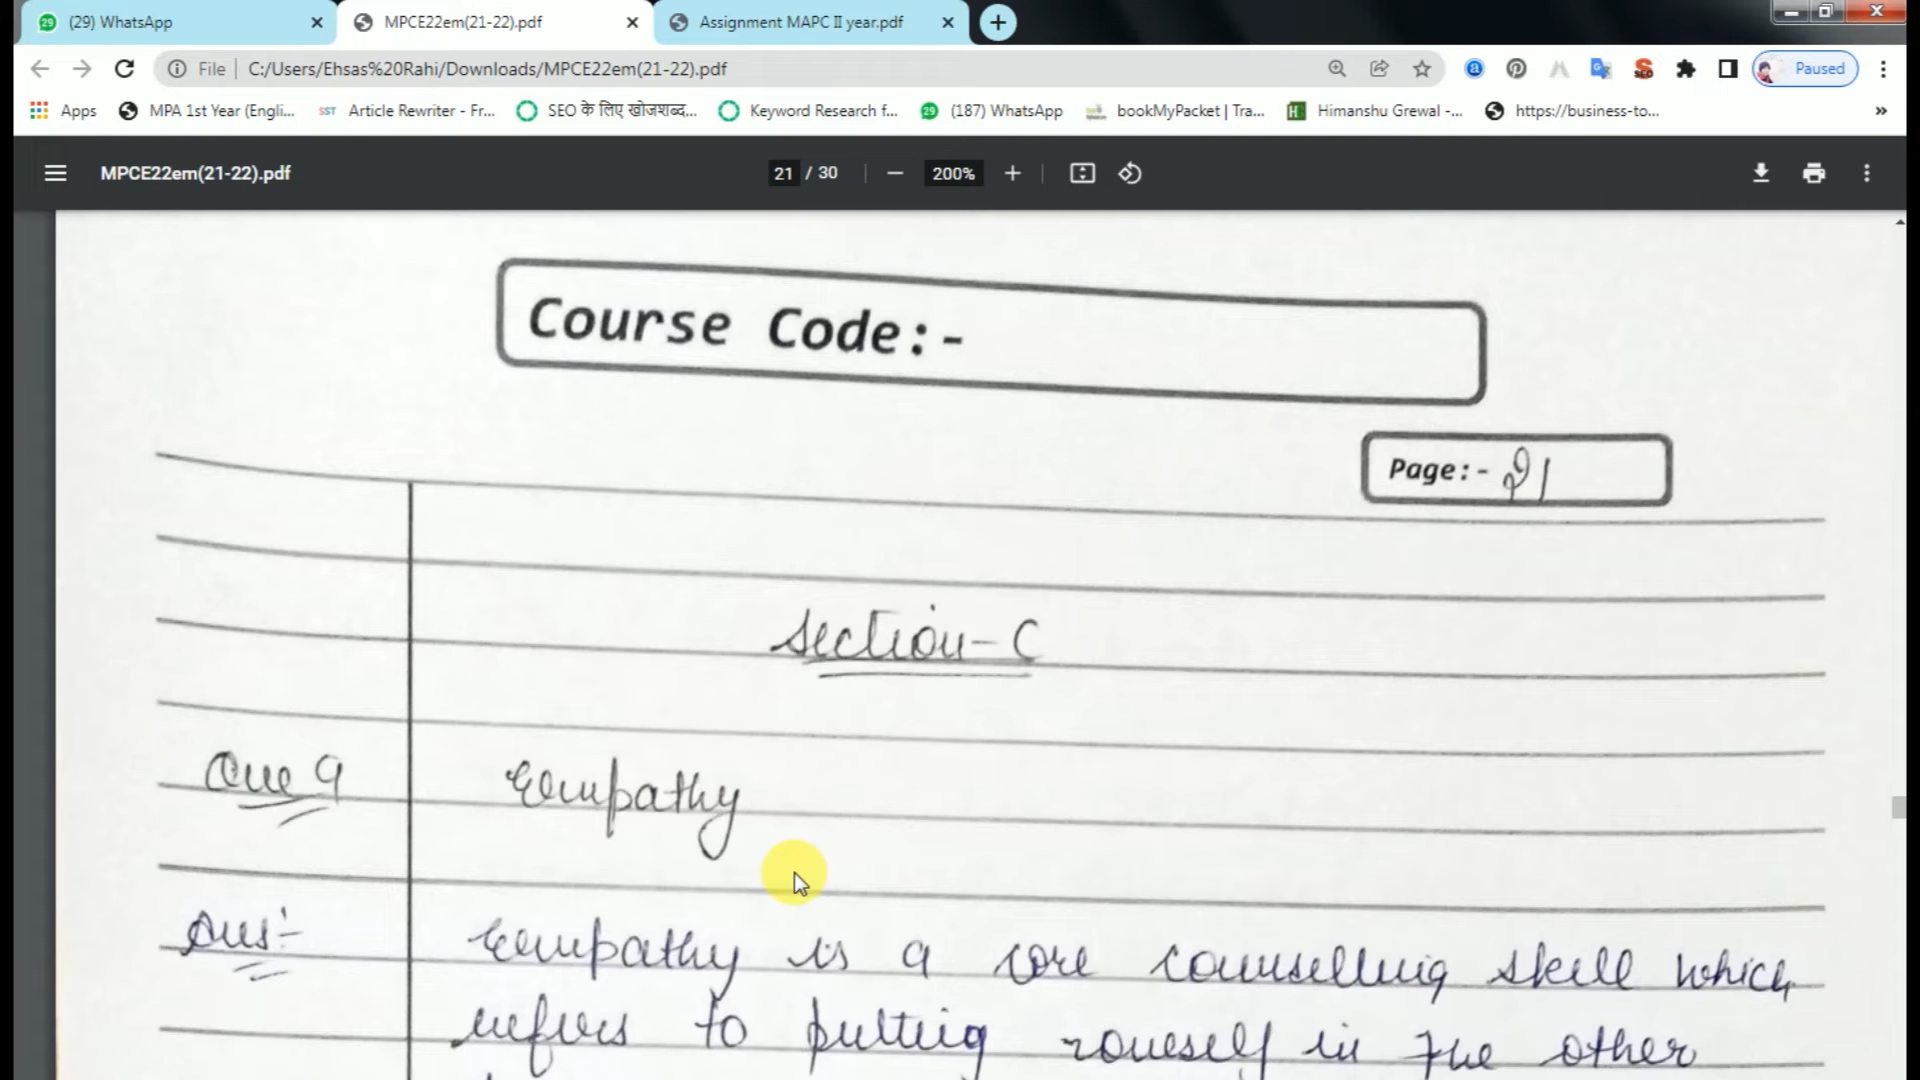 (29) WhatsApp
MPCE22em(21-22).pdf
Assignment MAPC II year.pdf
File C:/Users/Ehsas%20Rahi/Downloads/MPCE22em(21-22).pdf
Paused
Apps
MPA 1st Year (Engli...
SST Article Rewriter - Fr...
SEO के लिए खोजशब्द...
Keyword Research f...
29 (187) WhatsApp
bookMyPacket | Tra...
Himanshu Grewal -...
https://business-to...
»
MPCE22em(21-22).pdf
21 / 30
200%
Course Code:-
Page:- 21
Section-C
Que 9 Empathy
Ans:- Empathy is a core counselling skill which
refers to putting yourself in the other